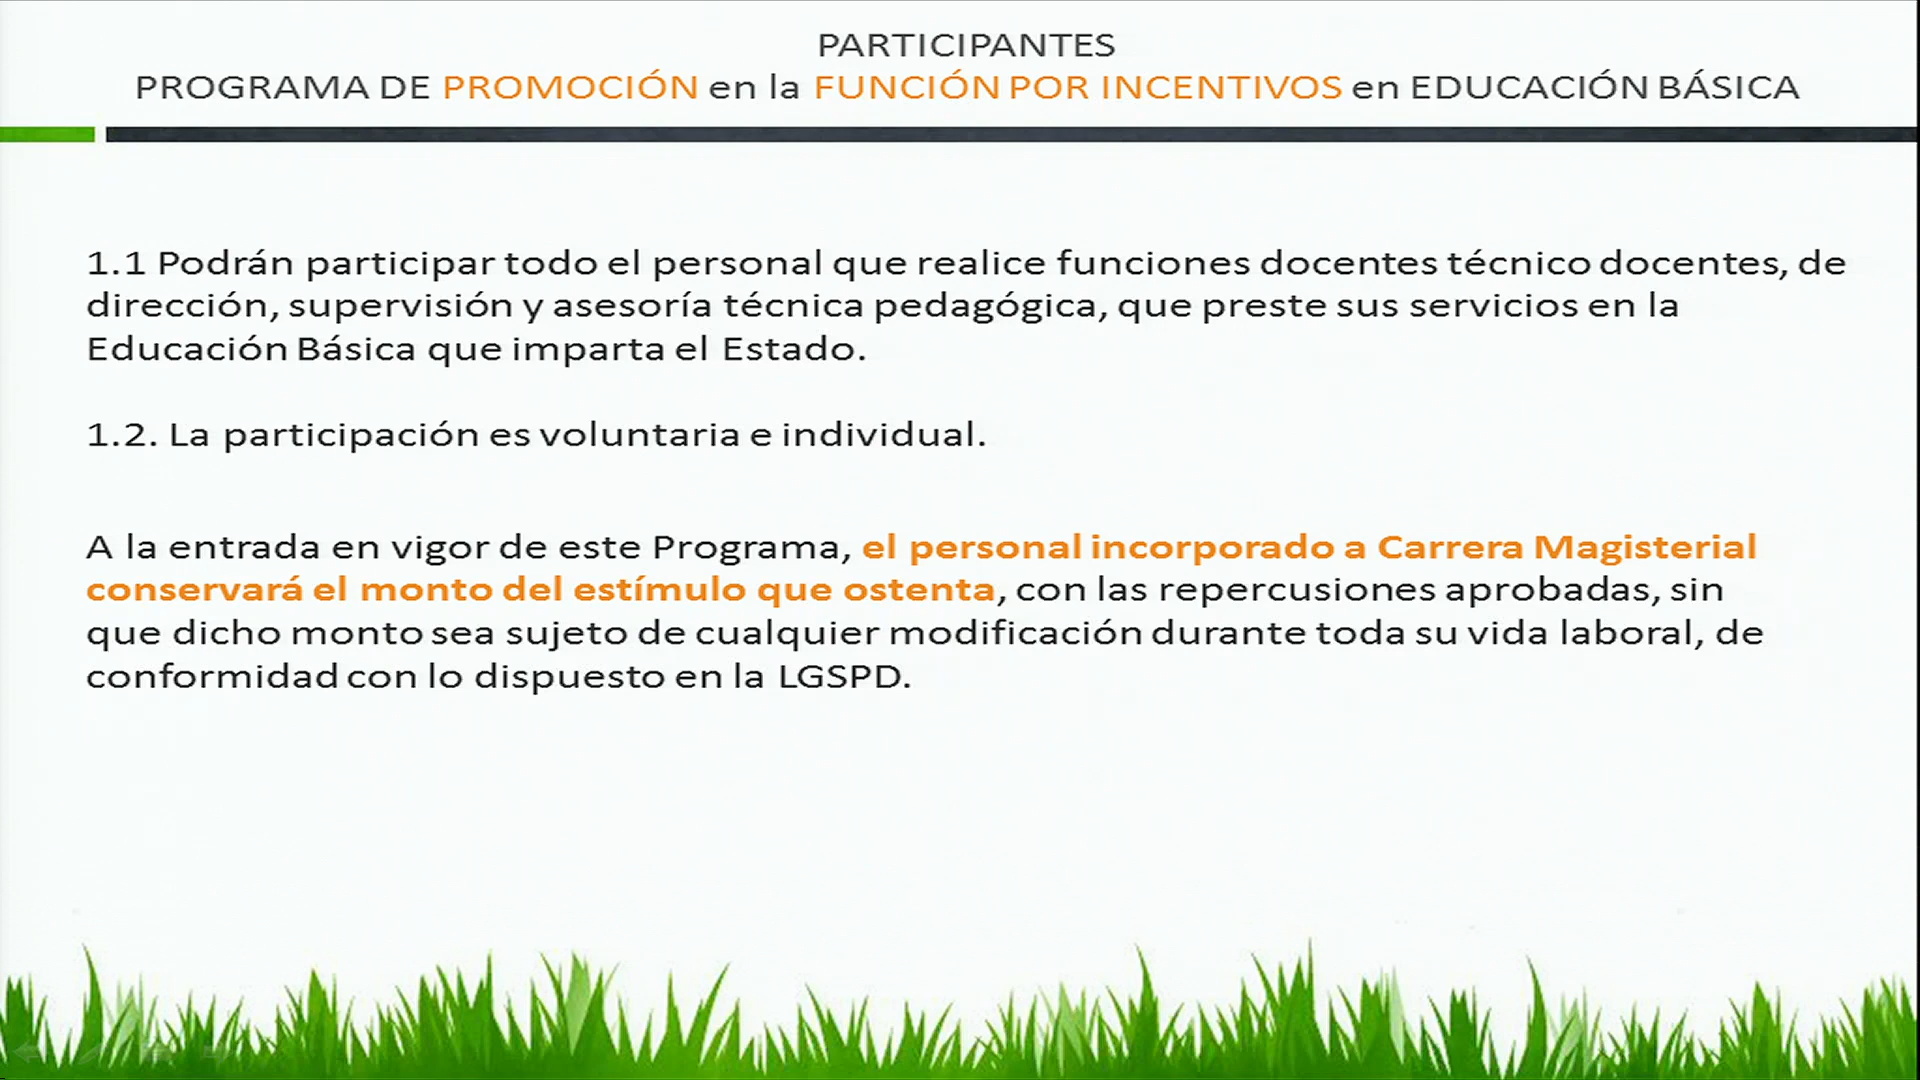 PARTICIPANTES
PROGRAMA DE PROMOCIÓN en la FUNCIÓN POR INCENTIVOS en EDUCACIÓN BÁSICA
1.1 Podrán participar todo el personal que realice funciones docentes técnico docentes, de
dirección, supervisión y asesoría técnica pedagógica, que preste sus servicios en la
Educación Básica que imparta el Estado.
1.2. La participación es voluntaria e individual.
A la entrada en vigor de este Programa, el personal incorporado a Carrera Magisterial
conservará el monto del estímulo que ostenta, con las repercusiones aprobadas, sin
que dicho monto sea sujeto de cualquier modificación durante toda su vida laboral, de
conformidad con lo dispuesto en la LGSPD.